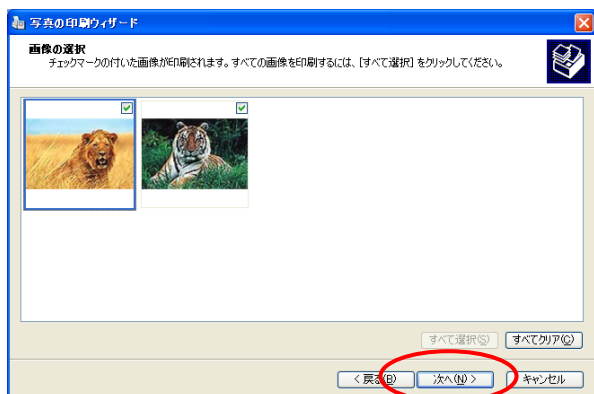 写真の印刷ウィザード
画像の選択
チェックマークの付いた画像が印刷されます。すべての画像を印刷するには、[すべて選択] をクリックしてください。
すべて選択(S) すべてクリア(C)
< 戻る(B) 次へ(N) > キャンセル